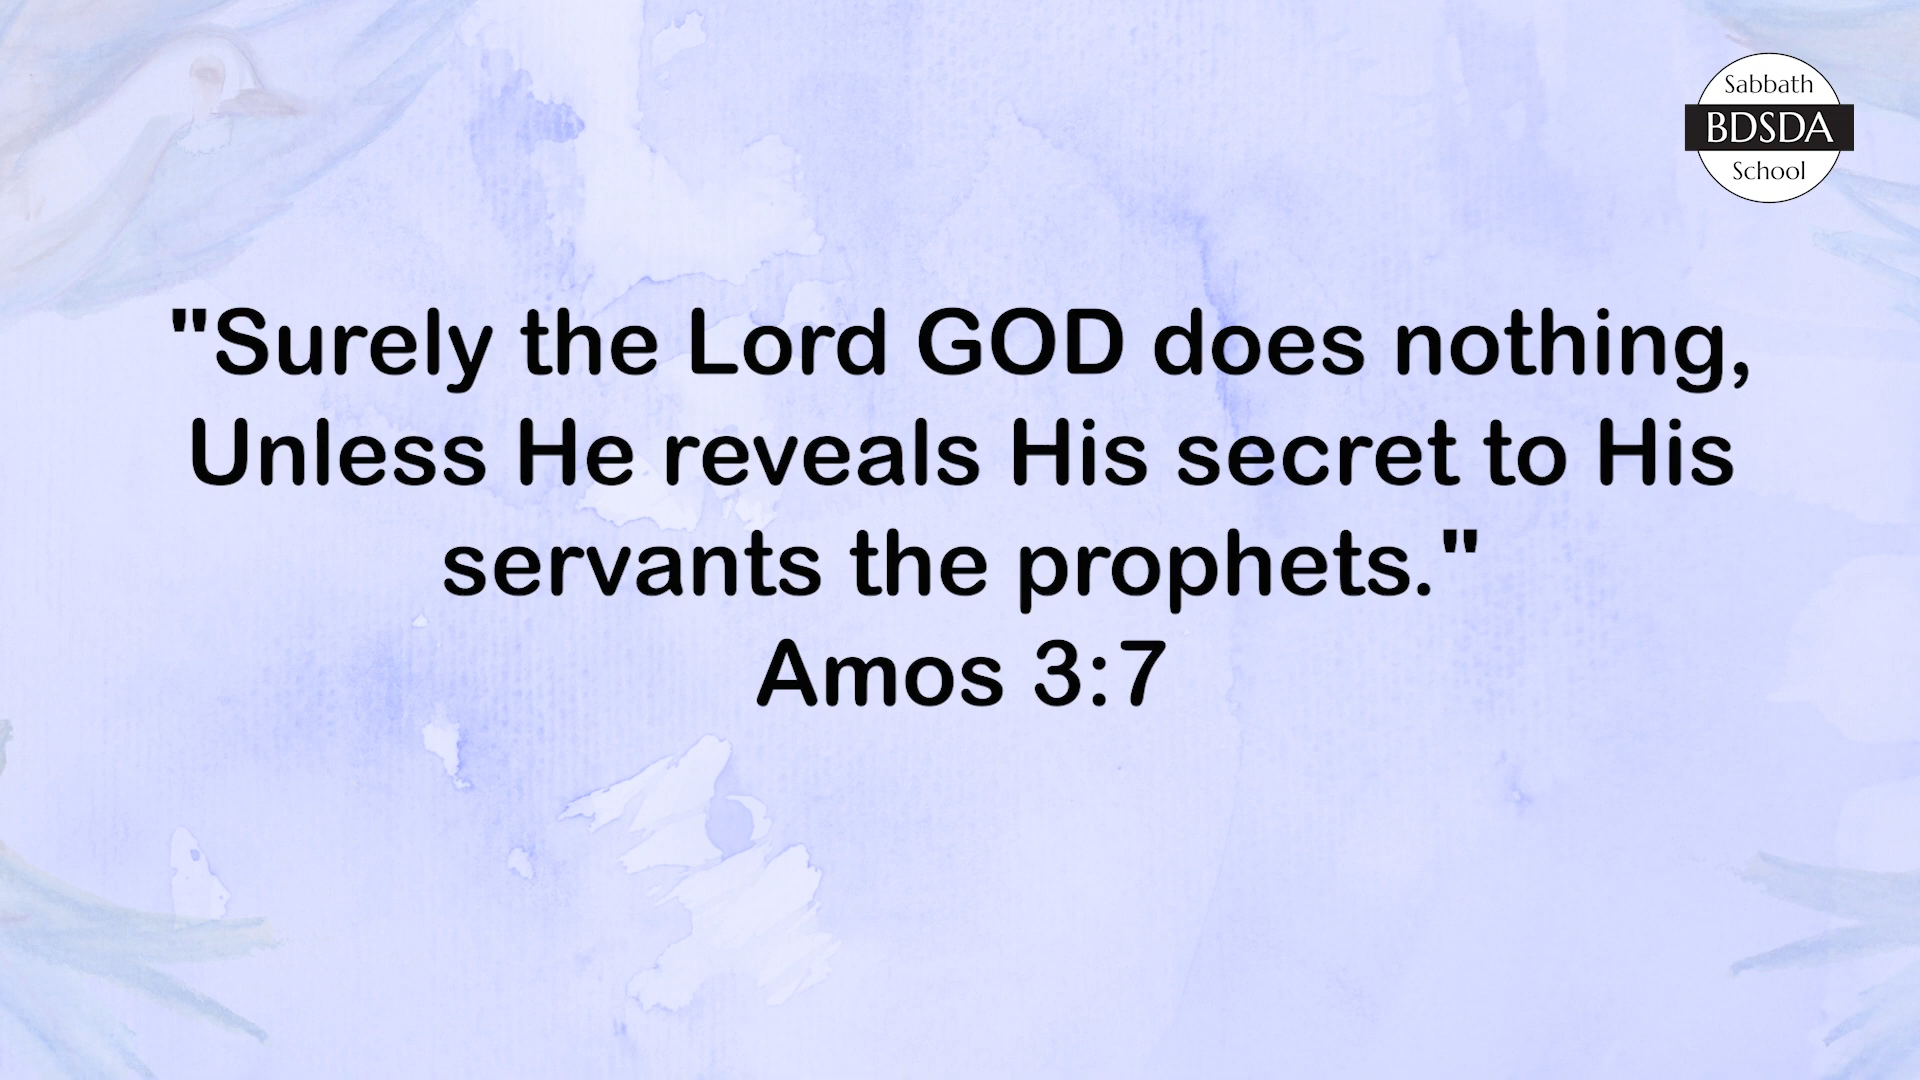 Sabbath
BDSDA
School
"Surely the Lord GOD does nothing,
Unless He reveals His secret to His
servants the prophets."
Amos 3:7